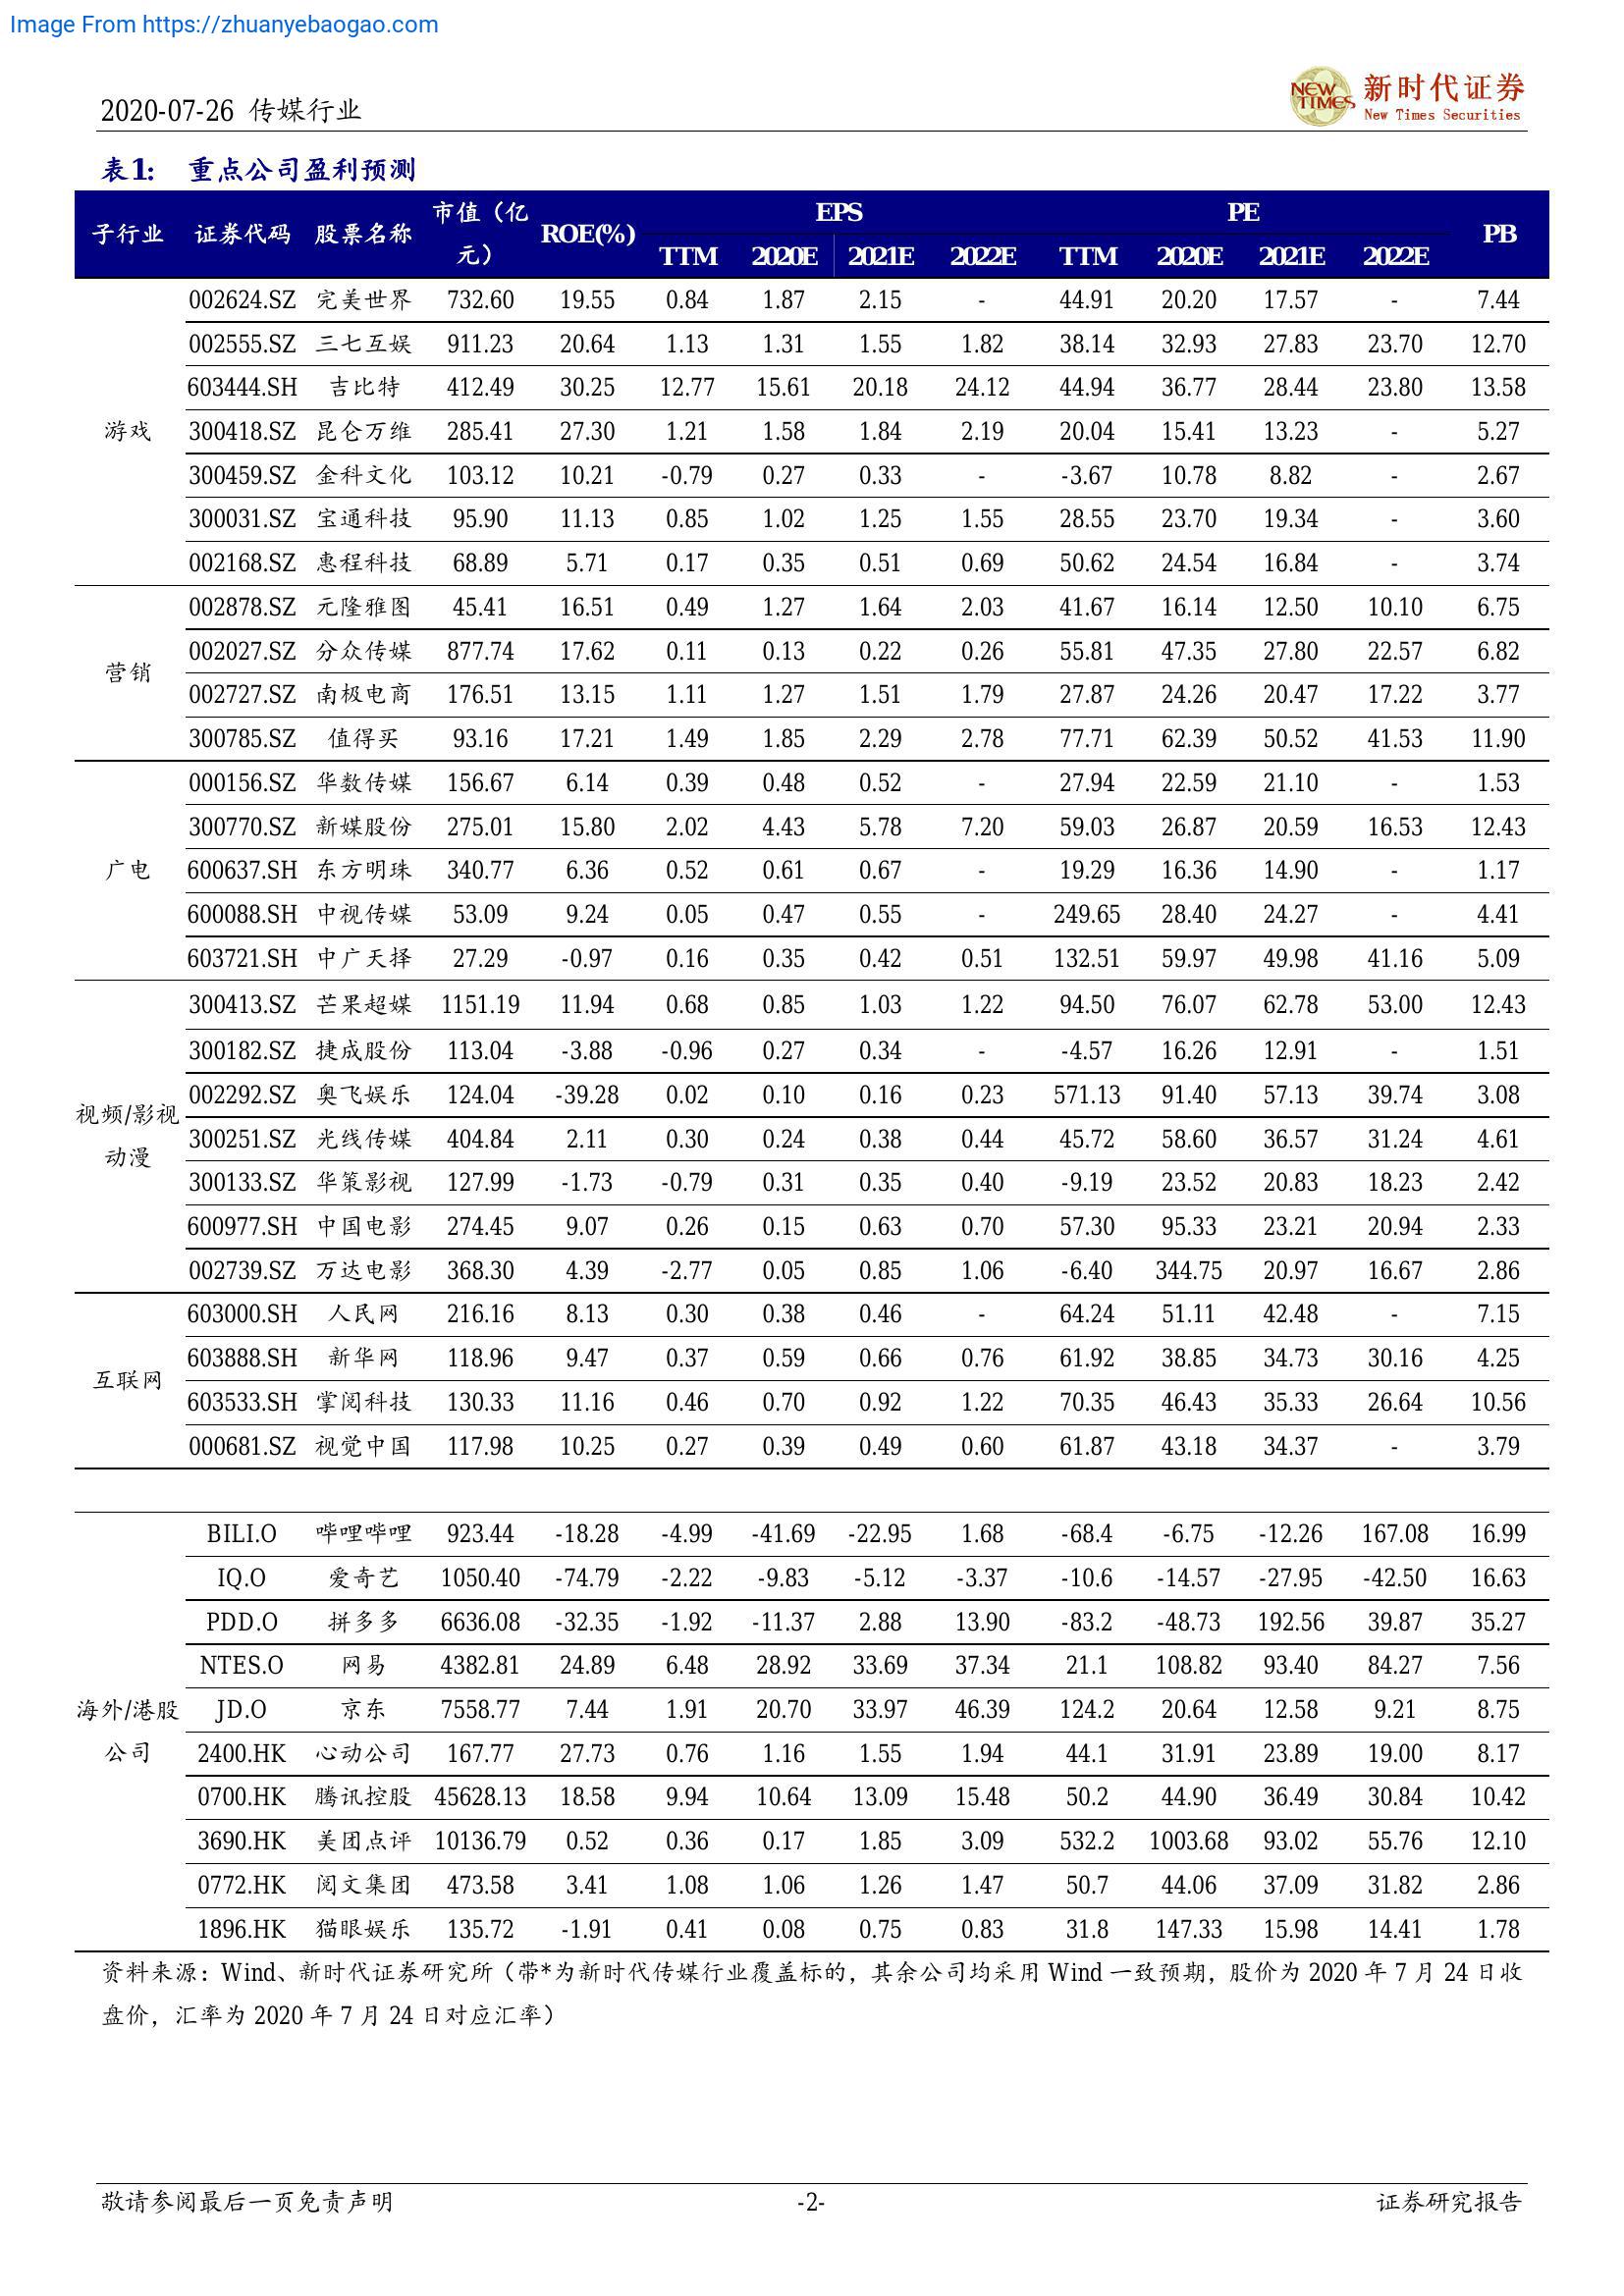 Image From https://zhuanyebaogao.com
2020-07-26 传媒行业
NEW TIMES 新时代证券
New Times Securities
表1: 重点公司盈利预测
子行业 证券代码 股票名称 市值（亿元） ROE(%) EPS PE PB
TTM 2020E 2021E 2022E TTM 2020E 2021E 2022E
游戏
002624.SZ 完美世界 732.60 19.55 0.84 1.87 2.15 - 44.91 20.20 17.57 - 7.44
002555.SZ 三七互娱 911.23 20.64 1.13 1.31 1.55 1.82 38.14 32.93 27.83 23.70 12.70
603444.SH 吉比特 412.49 30.25 12.77 15.61 20.18 24.12 44.94 36.77 28.44 23.80 13.58
300418.SZ 昆仑万维 285.41 27.30 1.21 1.58 1.84 2.19 20.04 15.41 13.23 - 5.27
300459.SZ 金科文化 103.12 10.21 -0.79 0.27 0.33 - -3.67 10.78 8.82 - 2.67
300031.SZ 宝通科技 95.90 11.13 0.85 1.02 1.25 1.55 28.55 23.70 19.34 - 3.60
002168.SZ 惠程科技 68.89 5.71 0.17 0.35 0.51 0.69 50.62 24.54 16.84 - 3.74
营销
002878.SZ 元隆雅图 45.41 16.51 0.49 1.27 1.64 2.03 41.67 16.14 12.50 10.10 6.75
002027.SZ 分众传媒 877.74 17.62 0.11 0.13 0.22 0.26 55.81 47.35 27.80 22.57 6.82
002727.SZ 南极电商 176.51 13.15 1.11 1.27 1.51 1.79 27.87 24.26 20.47 17.22 3.77
300785.SZ 值得买 93.16 17.21 1.49 1.85 2.29 2.78 77.71 62.39 50.52 41.53 11.90
广电
000156.SZ 华数传媒 156.67 6.14 0.39 0.48 0.52 - 27.94 22.59 21.10 - 1.53
300770.SZ 新媒股份 275.01 15.80 2.02 4.43 5.78 7.20 59.03 26.87 20.59 16.53 12.43
600637.SH 东方明珠 340.77 6.36 0.52 0.61 0.67 - 19.29 16.36 14.90 - 1.17
600088.SH 中视传媒 53.09 9.24 0.05 0.47 0.55 - 249.65 28.40 24.27 - 4.41
603721.SH 中广天择 27.29 -0.97 0.16 0.35 0.42 0.51 132.51 59.97 49.98 41.16 5.09
视频/影视
动漫
300413.SZ 芒果超媒 1151.19 11.94 0.68 0.85 1.03 1.22 94.50 76.07 62.78 53.00 12.43
300182.SZ 捷成股份 113.04 -3.88 -0.96 0.27 0.34 - -4.57 16.26 12.91 - 1.51
002292.SZ 奥飞娱乐 124.04 -39.28 0.02 0.10 0.16 0.23 571.13 91.40 57.13 39.74 3.08
300251.SZ 光线传媒 404.84 2.11 0.30 0.24 0.38 0.44 45.72 58.60 36.57 31.24 4.61
300133.SZ 华策影视 127.99 -1.73 -0.79 0.31 0.35 0.40 -9.19 23.52 20.83 18.23 2.42
600977.SH 中国电影 274.45 9.07 0.26 0.15 0.63 0.70 57.30 95.33 23.21 20.94 2.33
002739.SZ 万达电影 368.30 4.39 -2.77 0.05 0.85 1.06 -6.40 344.75 20.97 16.67 2.86
互联网
603000.SH 人民网 216.16 8.13 0.30 0.38 0.46 - 64.24 51.11 42.48 - 7.15
603888.SH 新华网 118.96 9.47 0.37 0.59 0.66 0.76 61.92 38.85 34.73 30.16 4.25
603533.SH 掌阅科技 130.33 11.16 0.46 0.70 0.92 1.22 70.35 46.43 35.33 26.64 10.56
000681.SZ 视觉中国 117.98 10.25 0.27 0.39 0.49 0.60 61.87 43.18 34.37 - 3.79
海外/港股
公司
BILI.O 哔哩哔哩 923.44 -18.28 -4.99 -41.69 -22.95 1.68 -68.4 -6.75 -12.26 167.08 16.99
IQ.O 爱奇艺 1050.40 -74.79 -2.22 -9.83 -5.12 -3.37 -10.6 -14.57 -27.95 -42.50 16.63
PDD.O 拼多多 6636.08 -32.35 -1.92 -11.37 2.88 13.90 -83.2 -48.73 192.56 39.87 35.27
NTES.O 网易 4382.81 24.89 6.48 28.92 33.69 37.34 21.1 108.82 93.40 84.27 7.56
JD.O 京东 7558.77 7.44 1.91 20.70 33.97 46.39 124.2 20.64 12.58 9.21 8.75
2400.HK 心动公司 167.77 27.73 0.76 1.16 1.55 1.94 44.1 31.91 23.89 19.00 8.17
0700.HK 腾讯控股 45628.13 18.58 9.94 10.64 13.09 15.48 50.2 44.90 36.49 30.84 10.42
3690.HK 美团点评 10136.79 0.52 0.36 0.17 1.85 3.09 532.2 1003.68 93.02 55.76 12.10
0772.HK 阅文集团 473.58 3.41 1.08 1.06 1.26 1.47 50.7 44.06 37.09 31.82 2.86
1896.HK 猫眼娱乐 135.72 -1.91 0.41 0.08 0.75 0.83 31.8 147.33 15.98 14.41 1.78
资料来源：Wind、新时代证券研究所（带*为新时代传媒行业覆盖标的，其余公司均采用 Wind 一致预期，股价为 2020 年 7 月 24 日收
盘价，汇率为 2020 年 7 月 24 日对应汇率）
敬请参阅最后一页免责声明 -2- 证券研究报告